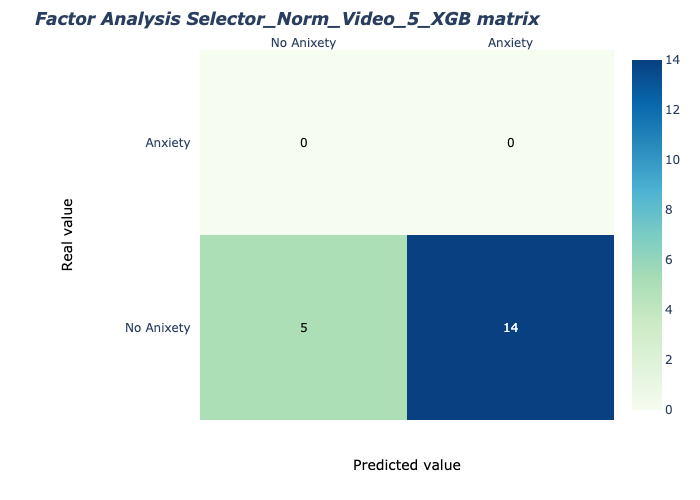 Factor Analysis Selector_Norm_Video_5_XGB matrix
No Anixety
Anxiety
14
12
10
8
6
4
2
0
Anxiety
0
0
Real value
No Anixety
5
14
Predicted value